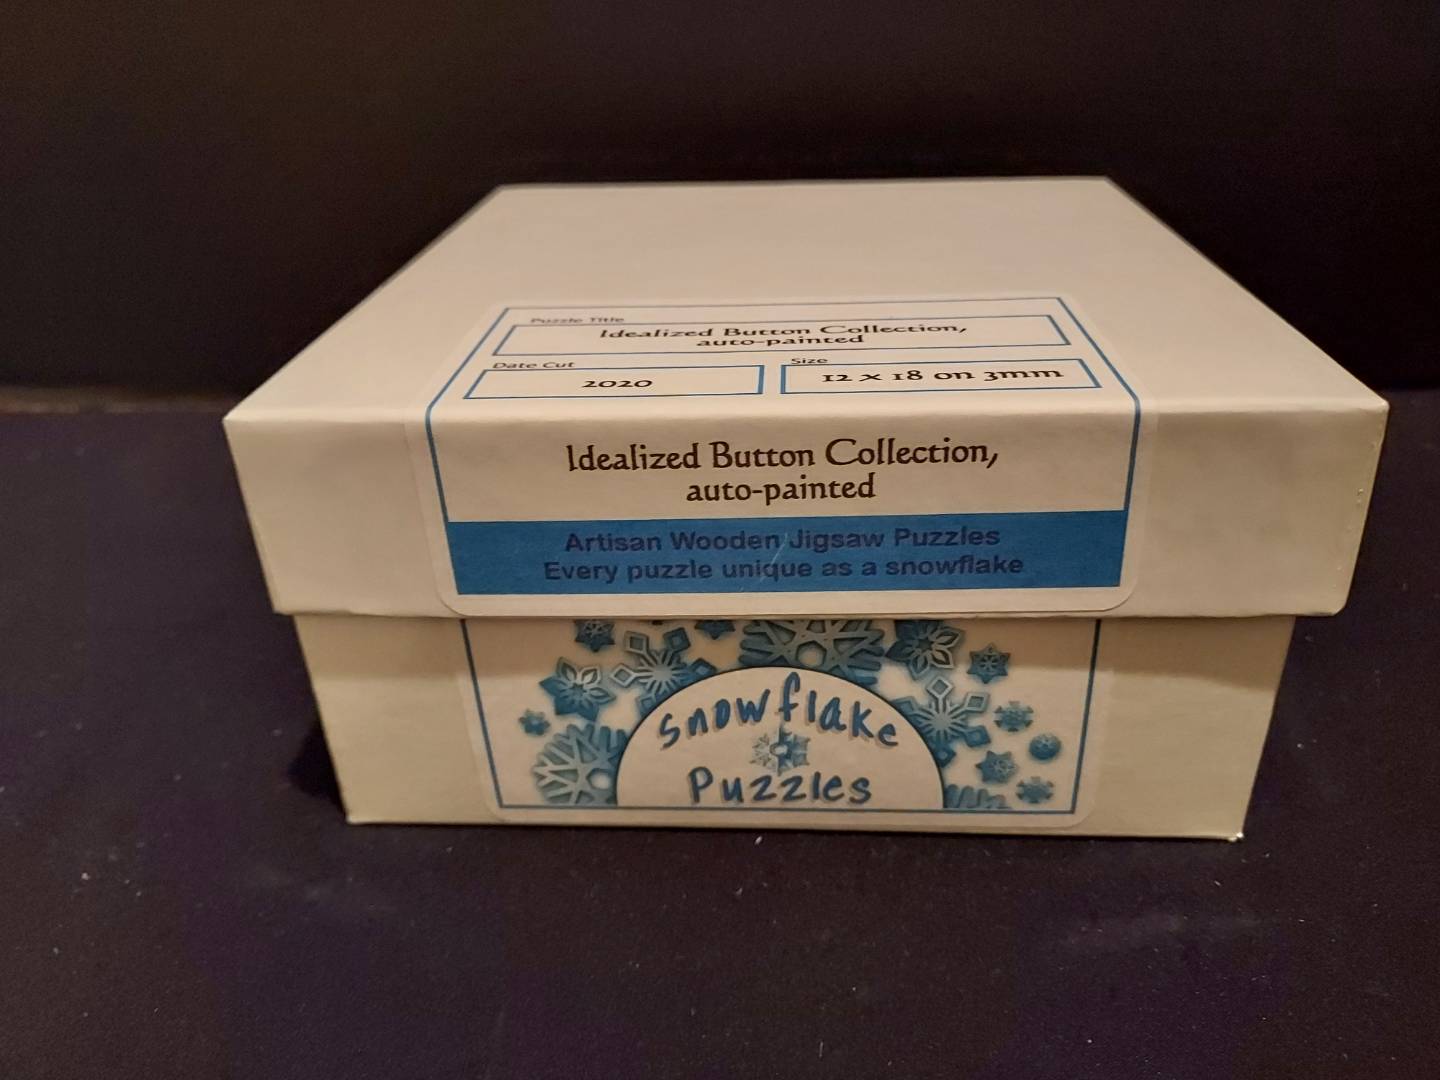 Puzzle Title
Idealized Button Collection,
auto-painted
Date Cut
Size
2020
12 x 18 on 3mm
Idealized Button Collection,
auto-painted
Artisan Wooden Jigsaw Puzzles
Every puzzle unique as a snowflake
Snowflake
Puzzles